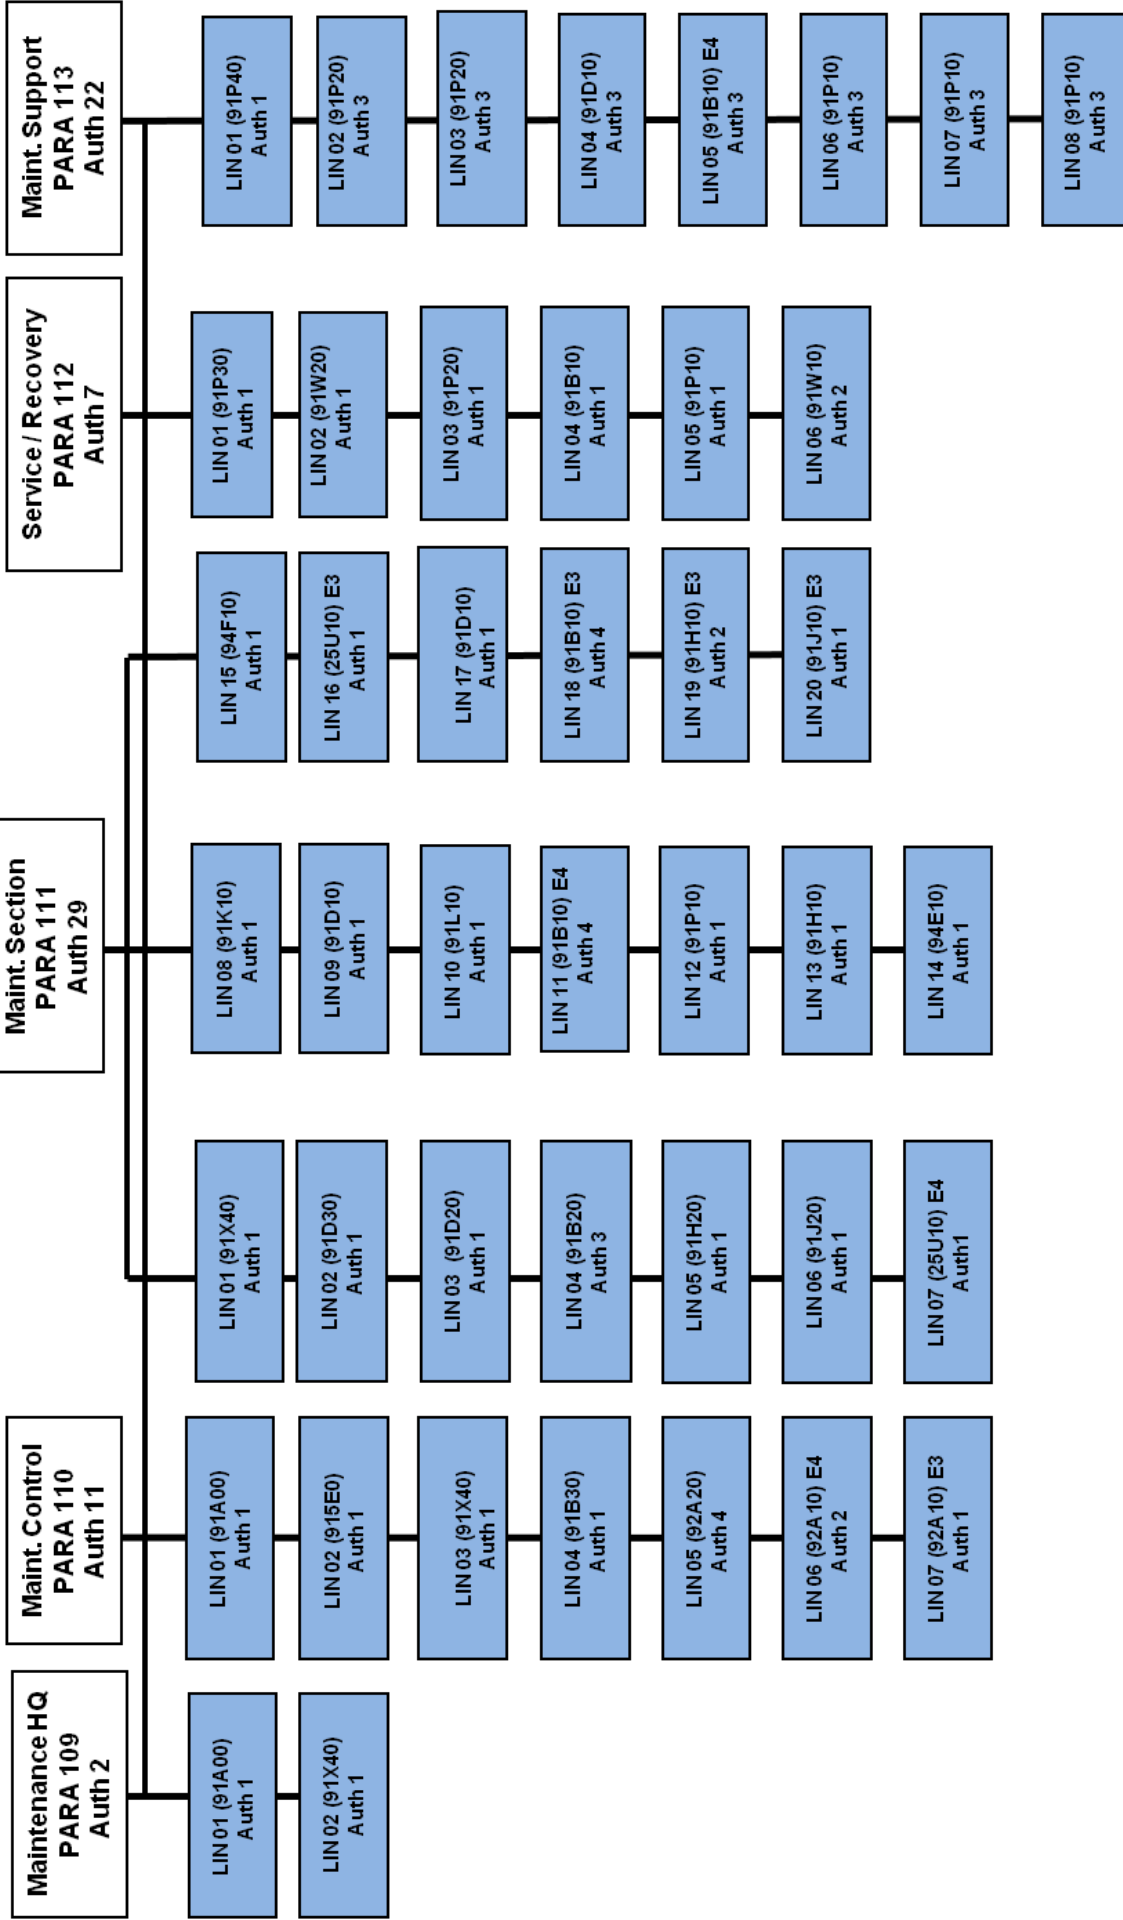 Maintenance HQ
PARA 109
Auth 2
LIN 01 (91A00)
Auth 1
LIN 02 (91X40)
Auth 1
Maint. Control
PARA 110
Auth 11
LIN 01 (91A00)
Auth 1
LIN 02 (915E0)
Auth 1
LIN 03 (91X40)
Auth 1
LIN 04 (91B30)
Auth 1
LIN 05 (92A20)
Auth 4
LIN 06 (92A10) E4
Auth 2
LIN 07 (92A10) E3
Auth 1
Maint. Section
PARA 111
Auth 29
LIN 01 (91X40)
Auth 1
LIN 02 (91D30)
Auth 1
LIN 03 (91D20)
Auth 1
LIN 04 (91B20)
Auth 3
LIN 05 (91H20)
Auth 1
LIN 06 (91J20)
Auth 1
LIN 07 (25U10) E4
Auth1
LIN 08 (91K10)
Auth 1
LIN 09 (91D10)
Auth 1
LIN 10 (91L10)
Auth 1
LIN 11 (91B10) E4
Auth 4
LIN 12 (91P10)
Auth 1
LIN 13 (91H10)
Auth 1
LIN 14 (94E10)
Auth 1
LIN 15 (94F10)
Auth 1
LIN 16 (25U10) E3
Auth 1
LIN 17 (91D10)
Auth 1
LIN 18 (91B10) E3
Auth 4
LIN 19 (91H10) E3
Auth 2
LIN 20 (91J10) E3
Auth 1
Service / Recovery
PARA 112
Auth 7
LIN 01 (91P30)
Auth 1
LIN 02 (91W20)
Auth 1
LIN 03 (91P20)
Auth 1
LIN 04 (91B10)
Auth 1
LIN 05 (91P10)
Auth 1
LIN 06 (91W10)
Auth 2
Maint. Support
PARA 113
Auth 22
LIN 01 (91P40)
Auth 1
LIN 02 (91P20)
Auth 3
LIN 03 (91P20)
Auth 3
LIN 04 (91D10)
Auth 3
LIN 05 (91B10) E4
Auth 3
LIN 06 (91P10)
Auth 3
LIN 07 (91P10)
Auth 3
LIN 08 (91P10)
Auth 3